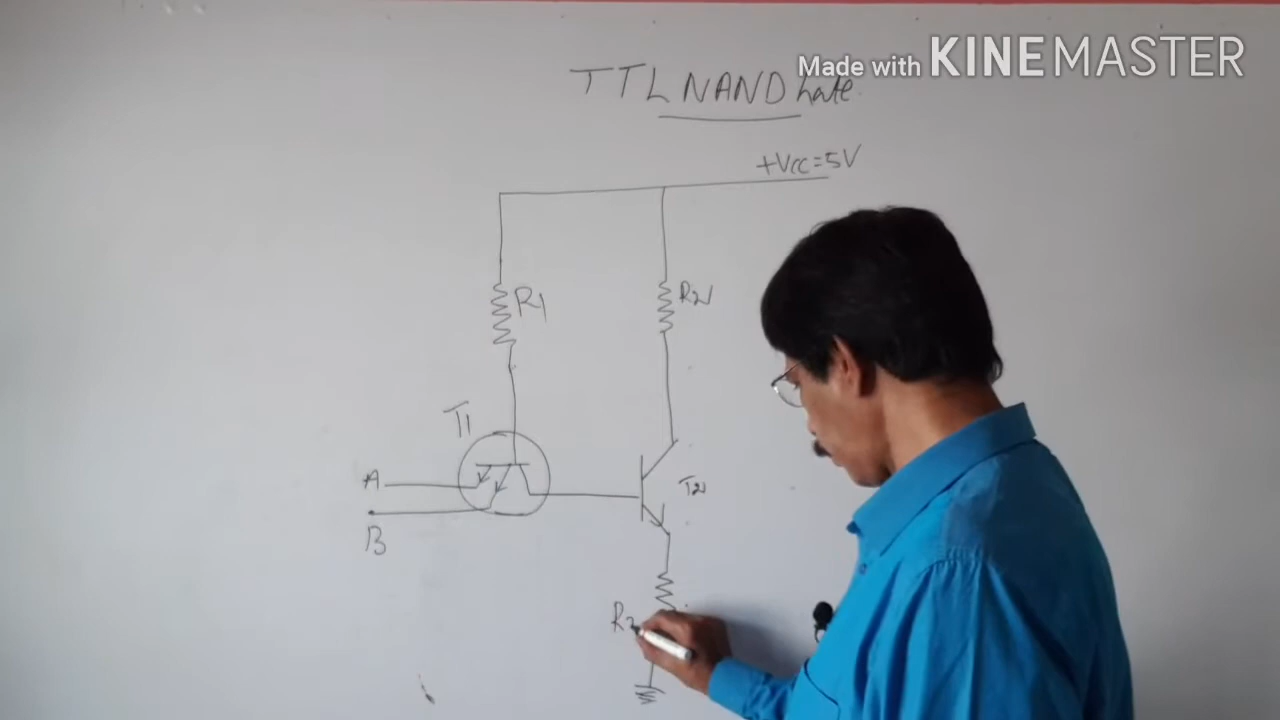 Made with KINEMASTER
TTL NAND Gate
+Vcc=5V
R1
R2
T1
A
T2
B